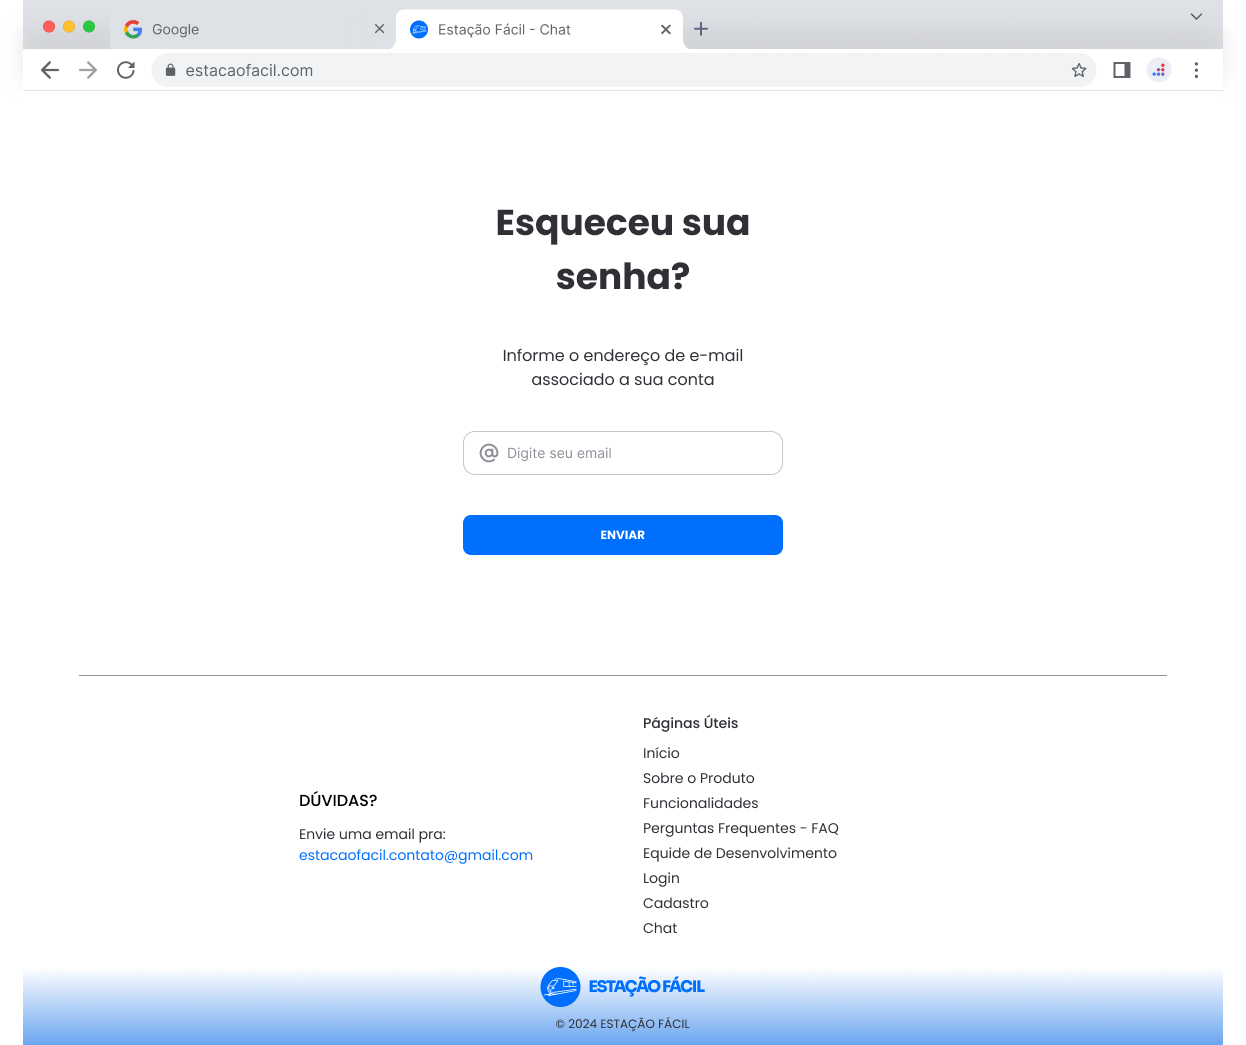 Google
Estação Fácil - Chat
estacaofacil.com
Esqueceu sua
senha?
Informe o endereço de e-mail
associado a sua conta
Digite seu email
ENVIAR
DÚVIDAS?
Envie uma email pra:
estacaofacil.contato@gmail.com
Páginas Úteis
Início
Sobre o Produto
Funcionalidades
Perguntas Frequentes - FAQ
Equide de Desenvolvimento
Login
Cadastro
Chat
ESTAÇÃO FÁCIL
© 2024 ESTAÇÃO FÁCIL